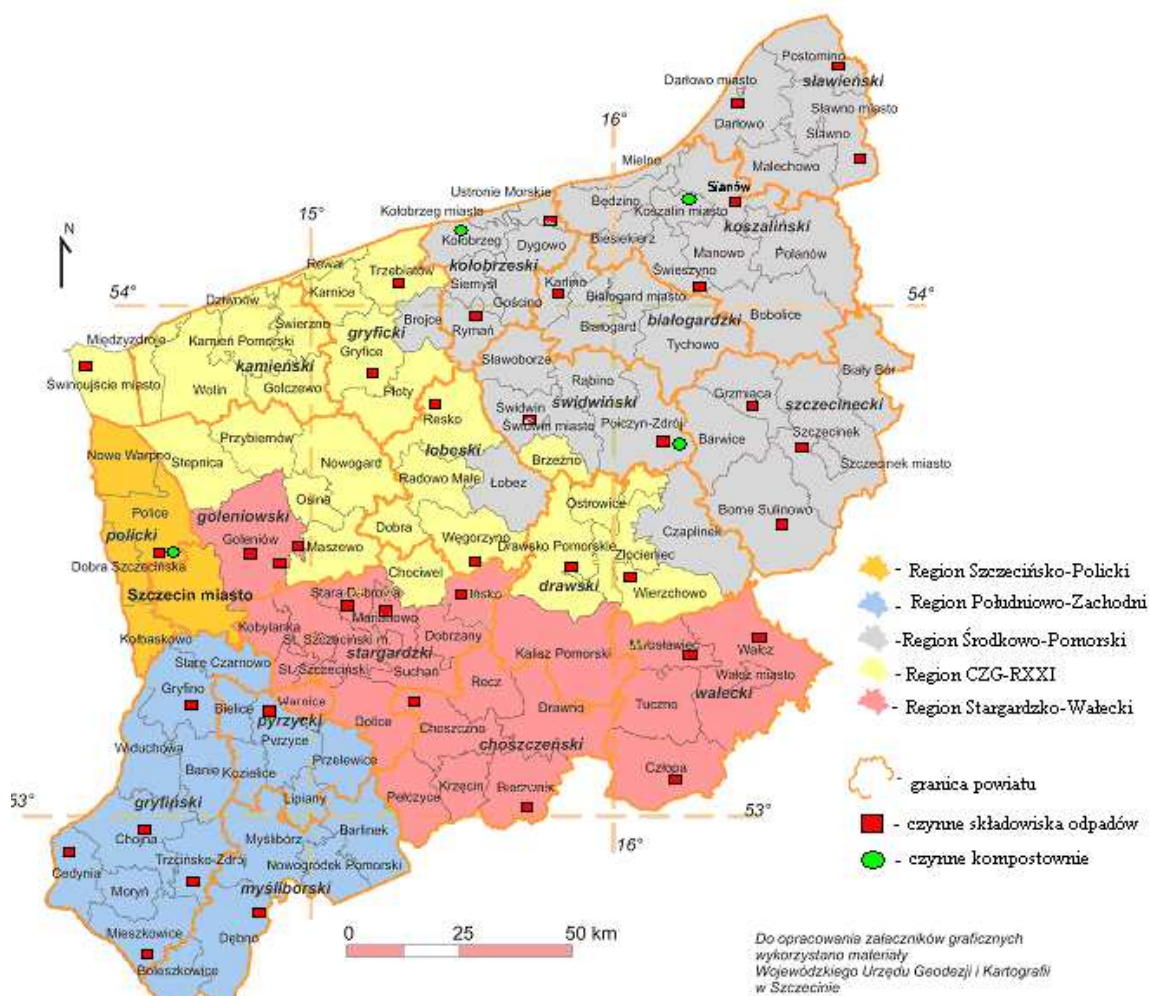 Postomino
Darłowo miasto
sławieński
Sławno miasto
Darłowo
Sławno
16°
Mielno
Malechowo
Ustronie Morskie
Sianów
Będzino
Koszalin miasto
Kołobrzeg miasto
15°
koszaliński
N
Kołobrzeg
Dygowo
Biesiekierz
Manowo
Polanów
Rewal
Trzebiatów
kołobrzeski
Świeszyno
Siemyśl
Karlino
54°
Karnice
Gościno
Białogard miasto
54°
Dziwnów
Świerzno
Brojce
Rymań
Białogard
białogardzki
Bobolice
Międzyzdroje
Kamień Pomorski
gryficki
Tychowo
kamieński
Gryfice
Sławoborze
Biały Bór
Świnoujście miasto
Wolin
Golczewo
Płoty
Rąbino
Grzmiąca
świdwiński
szczecinecki
Resko
Świdwin
Świdwin miasto
Połczyn-Zdrój
Barwice
Szczecinek
Przybiernów
łobeski
Nowe Warpno
Stepnica
Nowogard
Brzeżno
Szczecinek miasto
Radowo Małe
Łobez
Osina
Ostrowice
Police
goleniowski
Borne Sulinowo
Dobra
Węgorzyno
Czaplinek
policki
Goleniów
Maszewo
Drawsko Pomorskie
Złocieniec
Dobra Szczecińska
Chociwel
drawski
Wierzchowo
- Region Szczecińsko-Policki
Szczecin miasto
Stara Dąbrowa
Ińsko
Marianowo
- Region Południowo-Zachodni
Kołbaskowo
Kobylanka
St. Szczeciński m.
Dobrzany
Mirosławiec
Wałcz
- Region Środkowo-Pomorski
stargardzki
Kalisz Pomorski
Stare Czarnowo
St. Szczeciński
Suchań
Wałcz miasto
- Region CZG-RXXI
Recz
wałecki
Gryfino
Bielice
Warnice
Tuczno
- Region Stargardzko-Wałecki
pyrzycki
Dolice
Drawno
Pyrzyce
Choszczno
Widuchowa
choszczeński
Przelewice
Banie
Kozielice
Człopa
- granica powiatu
Krzęcin
53°
gryfiński
Lipiany
Pełczyce
Bierzwnik
53°
- czynne składowiska odpadów
Chojna
Myślibórz
Barlinek
16°
Trzcińsko-Zdrój
- czynne kompostownie
Cedynia
Nowogródek Pomorski
Moryń
myśliborski
Mieszkowice
Dębno
0 25 50 km
Boleszkowice
Do opracowania załaczników graficznych
wykorzystano materiały
Wojewódzkiego Urzędu Geodezji i Kartografii
w Szczecinie